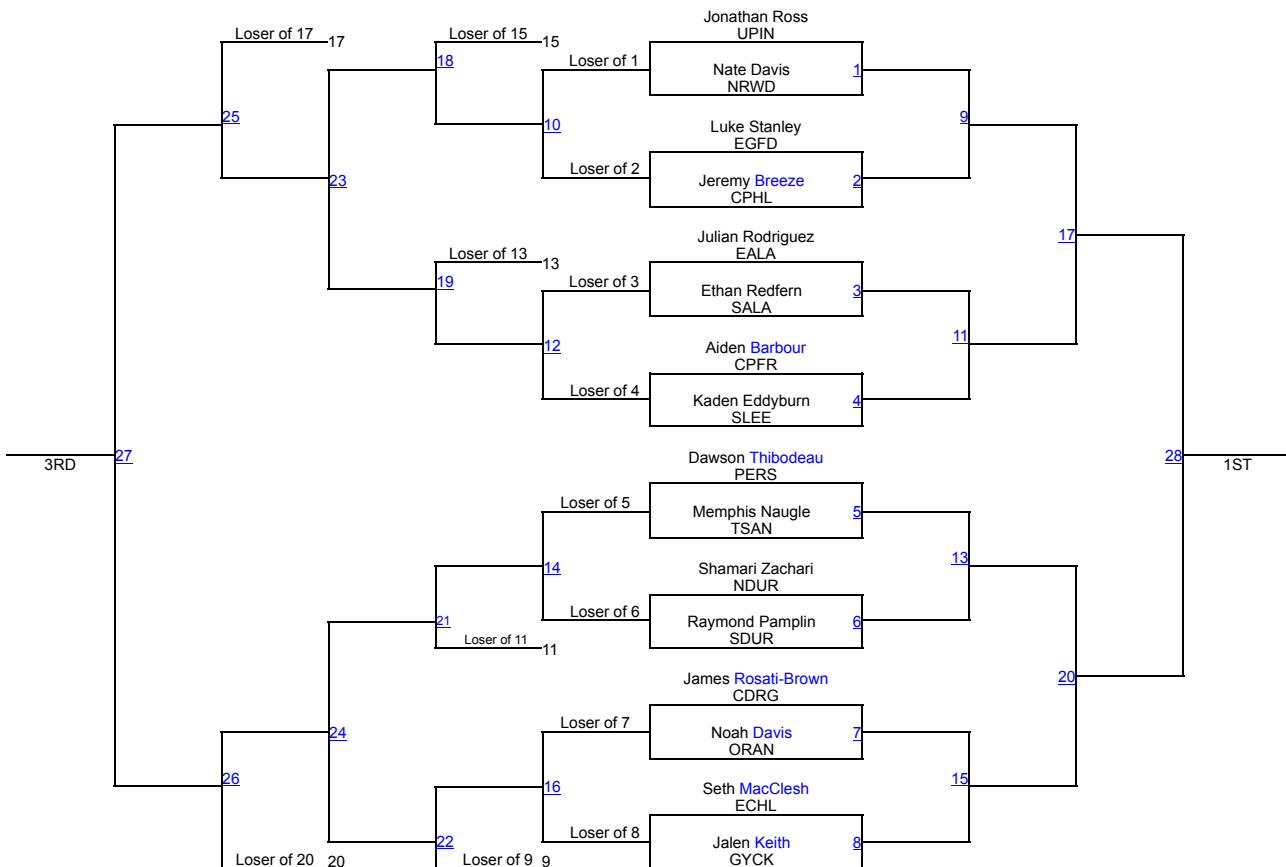 Jonathan Ross
UPIN
Loser of 17 17
Loser of 15 15
Loser of 1
18
Nate Davis 1
NRWD
25
10
9
Luke Stanley
EGFD
Loser of 2
23
Jeremy Breeze 2
CPHL
17
Julian Rodriguez
EALA
Loser of 13 13
19
Loser of 3
Ethan Redfern 3
SALA
12
11
Aiden Barbour
CPFR
Loser of 4
Kaden Eddyburn 4
SLEE
3RD
27
Dawson Thibodeau
PERS
28
1ST
Loser of 5
Memphis Naugle 5
TSAN
14
13
Shamari Zachari
NDUR
21
Loser of 6
Raymond Pamplin 6
SDUR
Loser of 11 11
James Rosati-Brown
CDRG
20
Loser of 7
24
Noah Davis 7
ORAN
26
16
15
Seth MacClesh
ECHL
22
Loser of 8
Jalen Keith 8
GYCK
Loser of 20 20
Loser of 9 9